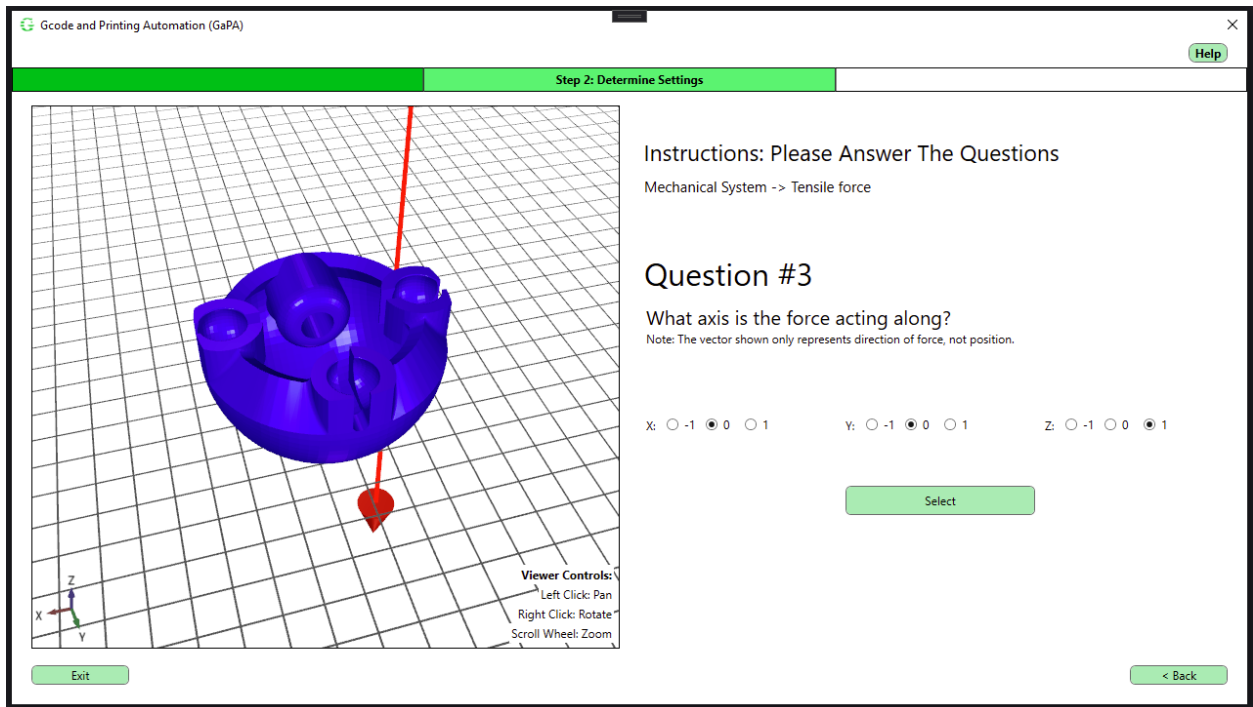 Gcode and Printing Automation (GaPA)
Help
Step 2: Determine Settings
Instructions: Please Answer The Questions
Mechanical System -> Tensile force
Question #3
What axis is the force acting along?
Note: The vector shown only represents direction of force, not position.
X: -1 0 1 Y: -1 0 1 Z: -1 0 1
Select
Viewer Controls:
Left Click: Pan
Right Click: Rotate
Scroll Wheel: Zoom
Z
X
Y
Exit
< Back